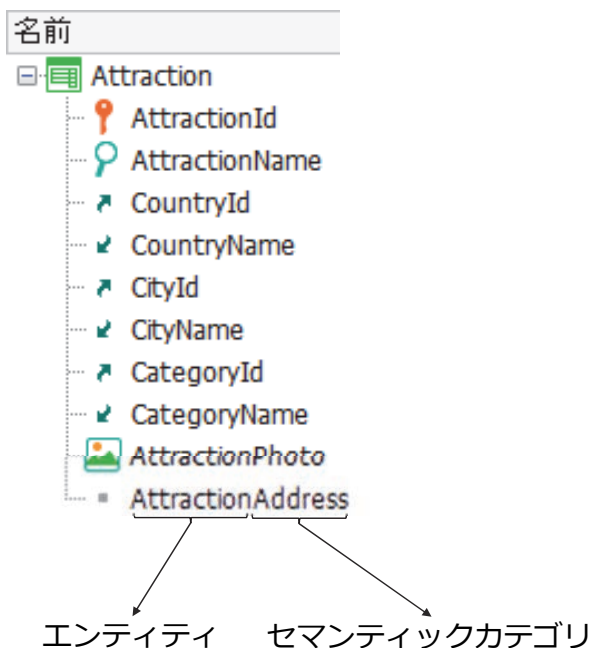 名前
Attraction
AttractionId
AttractionName
CountryId
CountryName
CityId
CityName
CategoryId
CategoryName
AttractionPhoto
AttractionAddress
エンティティ セマンティックカテゴリ